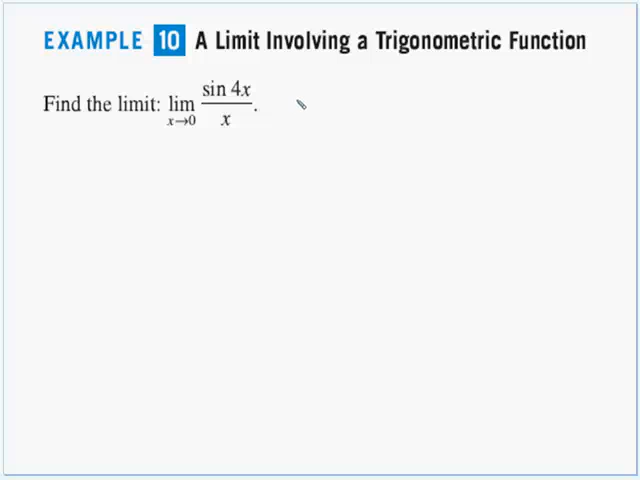 EXAMPLE 10 A Limit Involving a Trigonometric Function
Find the limit: lim x→0 sin 4x / x.